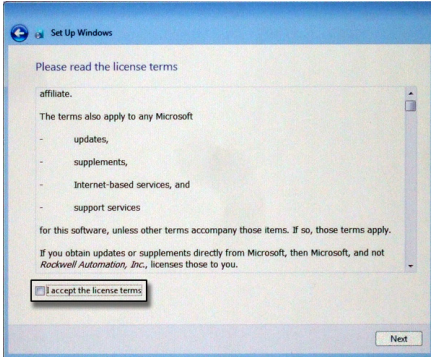 Set Up Windows
Please read the license terms
affiliate.
The terms also apply to any Microsoft
- updates,
- supplements,
- Internet-based services, and
- support services
for this software, unless other terms accompany those items. If so, those terms apply.
If you obtain updates or supplements directly from Microsoft, then Microsoft, and not
Rockwell Automation, Inc., licenses those to you.
I accept the license terms
Next